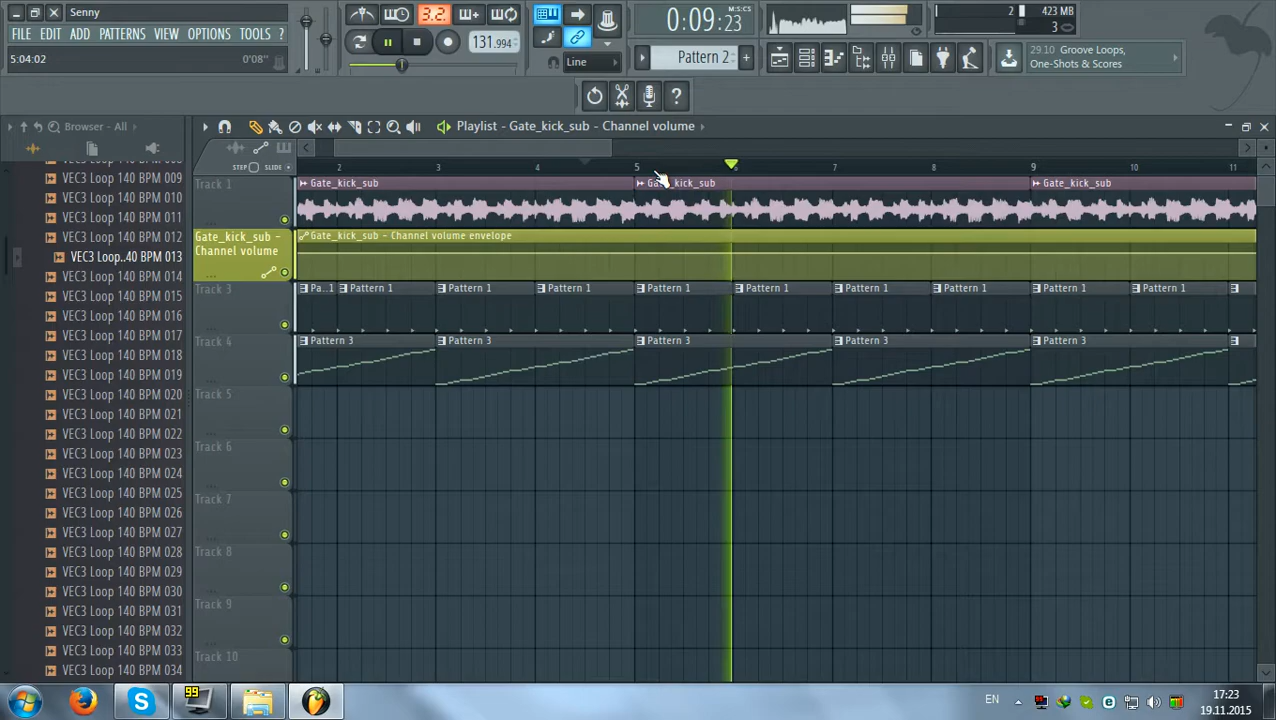 Senny
FILE EDIT ADD PATTERNS VIEW OPTIONS TOOLS ?
5:04:02 0'08"
3.2
131.994
Line
0:09:23
M:S:CS
Pattern 2
2
423 MB
3
29.10 Groove Loops,
One-Shots & Scores
Browser - All
Playlist - Gate_kick_sub - Channel volume
STEP SLIDE
2 3 4 5 6 7 8 9 10 11
VEC3 Loop 140 BPM 008
VEC3 Loop 140 BPM 009
VEC3 Loop 140 BPM 010
VEC3 Loop 140 BPM 011
VEC3 Loop 140 BPM 012
VEC3 Loop..40 BPM 013
VEC3 Loop 140 BPM 014
VEC3 Loop 140 BPM 015
VEC3 Loop 140 BPM 016
VEC3 Loop 140 BPM 017
VEC3 Loop 140 BPM 018
VEC3 Loop 140 BPM 019
VEC3 Loop 140 BPM 020
VEC3 Loop 140 BPM 021
VEC3 Loop 140 BPM 022
VEC3 Loop 140 BPM 023
VEC3 Loop 140 BPM 024
VEC3 Loop 140 BPM 025
VEC3 Loop 140 BPM 026
VEC3 Loop 140 BPM 027
VEC3 Loop 140 BPM 028
VEC3 Loop 140 BPM 029
VEC3 Loop 140 BPM 030
VEC3 Loop 140 BPM 031
VEC3 Loop 140 BPM 032
VEC3 Loop 140 BPM 033
VEC3 Loop 140 BPM 034
Track 1
Gate_kick_sub Gate_kick_sub Gate_kick_sub
Gate_kick_sub -
Channel volume
Gate_kick_sub - Channel volume envelope
Track 3
Pa..1 Pattern 1 Pattern 1 Pattern 1 Pattern 1 Pattern 1 Pattern 1 Pattern 1 Pattern 1 Pattern 1
Track 4
Pattern 3 Pattern 3 Pattern 3 Pattern 3 Pattern 3
Track 5
Track 6
Track 7
Track 8
Track 9
Track 10
99
EN
17:23
19.11.2015